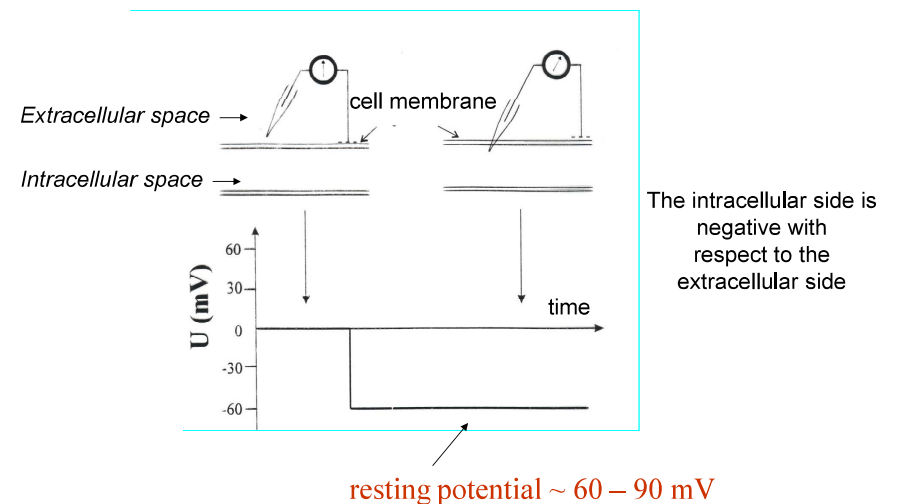 Extracellular space
cell membrane
Intracellular space
The intracellular side is
negative with
respect to the
extracellular side
U (mV)
60
30
0
-30
-60
time
resting potential ~ 60 – 90 mV